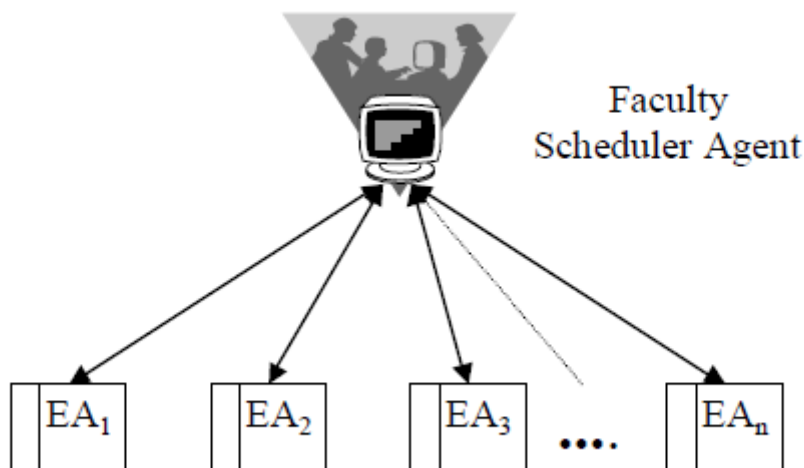 Faculty
Scheduler Agent
EA₁ EA₂ EA₃ .... EAₙ